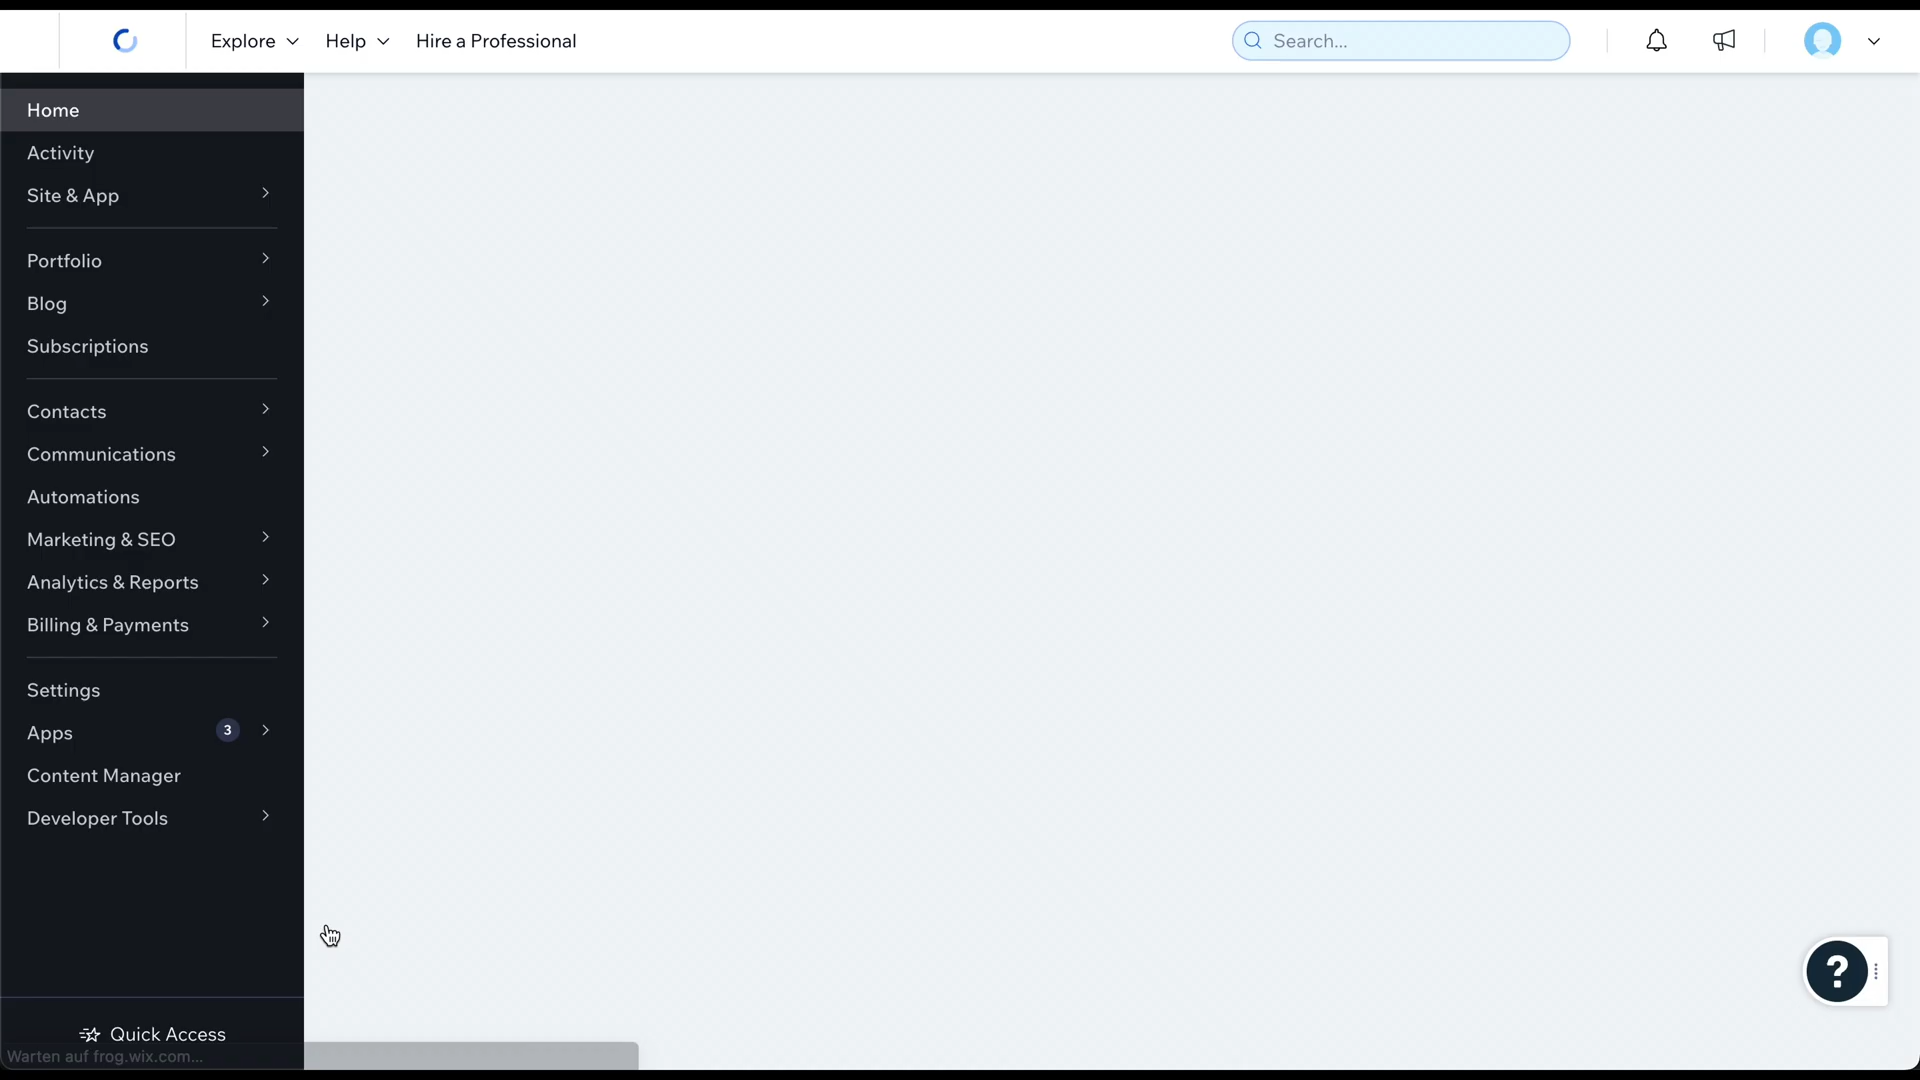 Explore
Help
Hire a Professional
Search...
Home
Activity
Site & App
Portfolio
Blog
Subscriptions
Contacts
Communications
Automations
Marketing & SEO
Analytics & Reports
Billing & Payments
Settings
Apps 3
Content Manager
Developer Tools
?
Quick Access
Warten auf frog.wix.com...